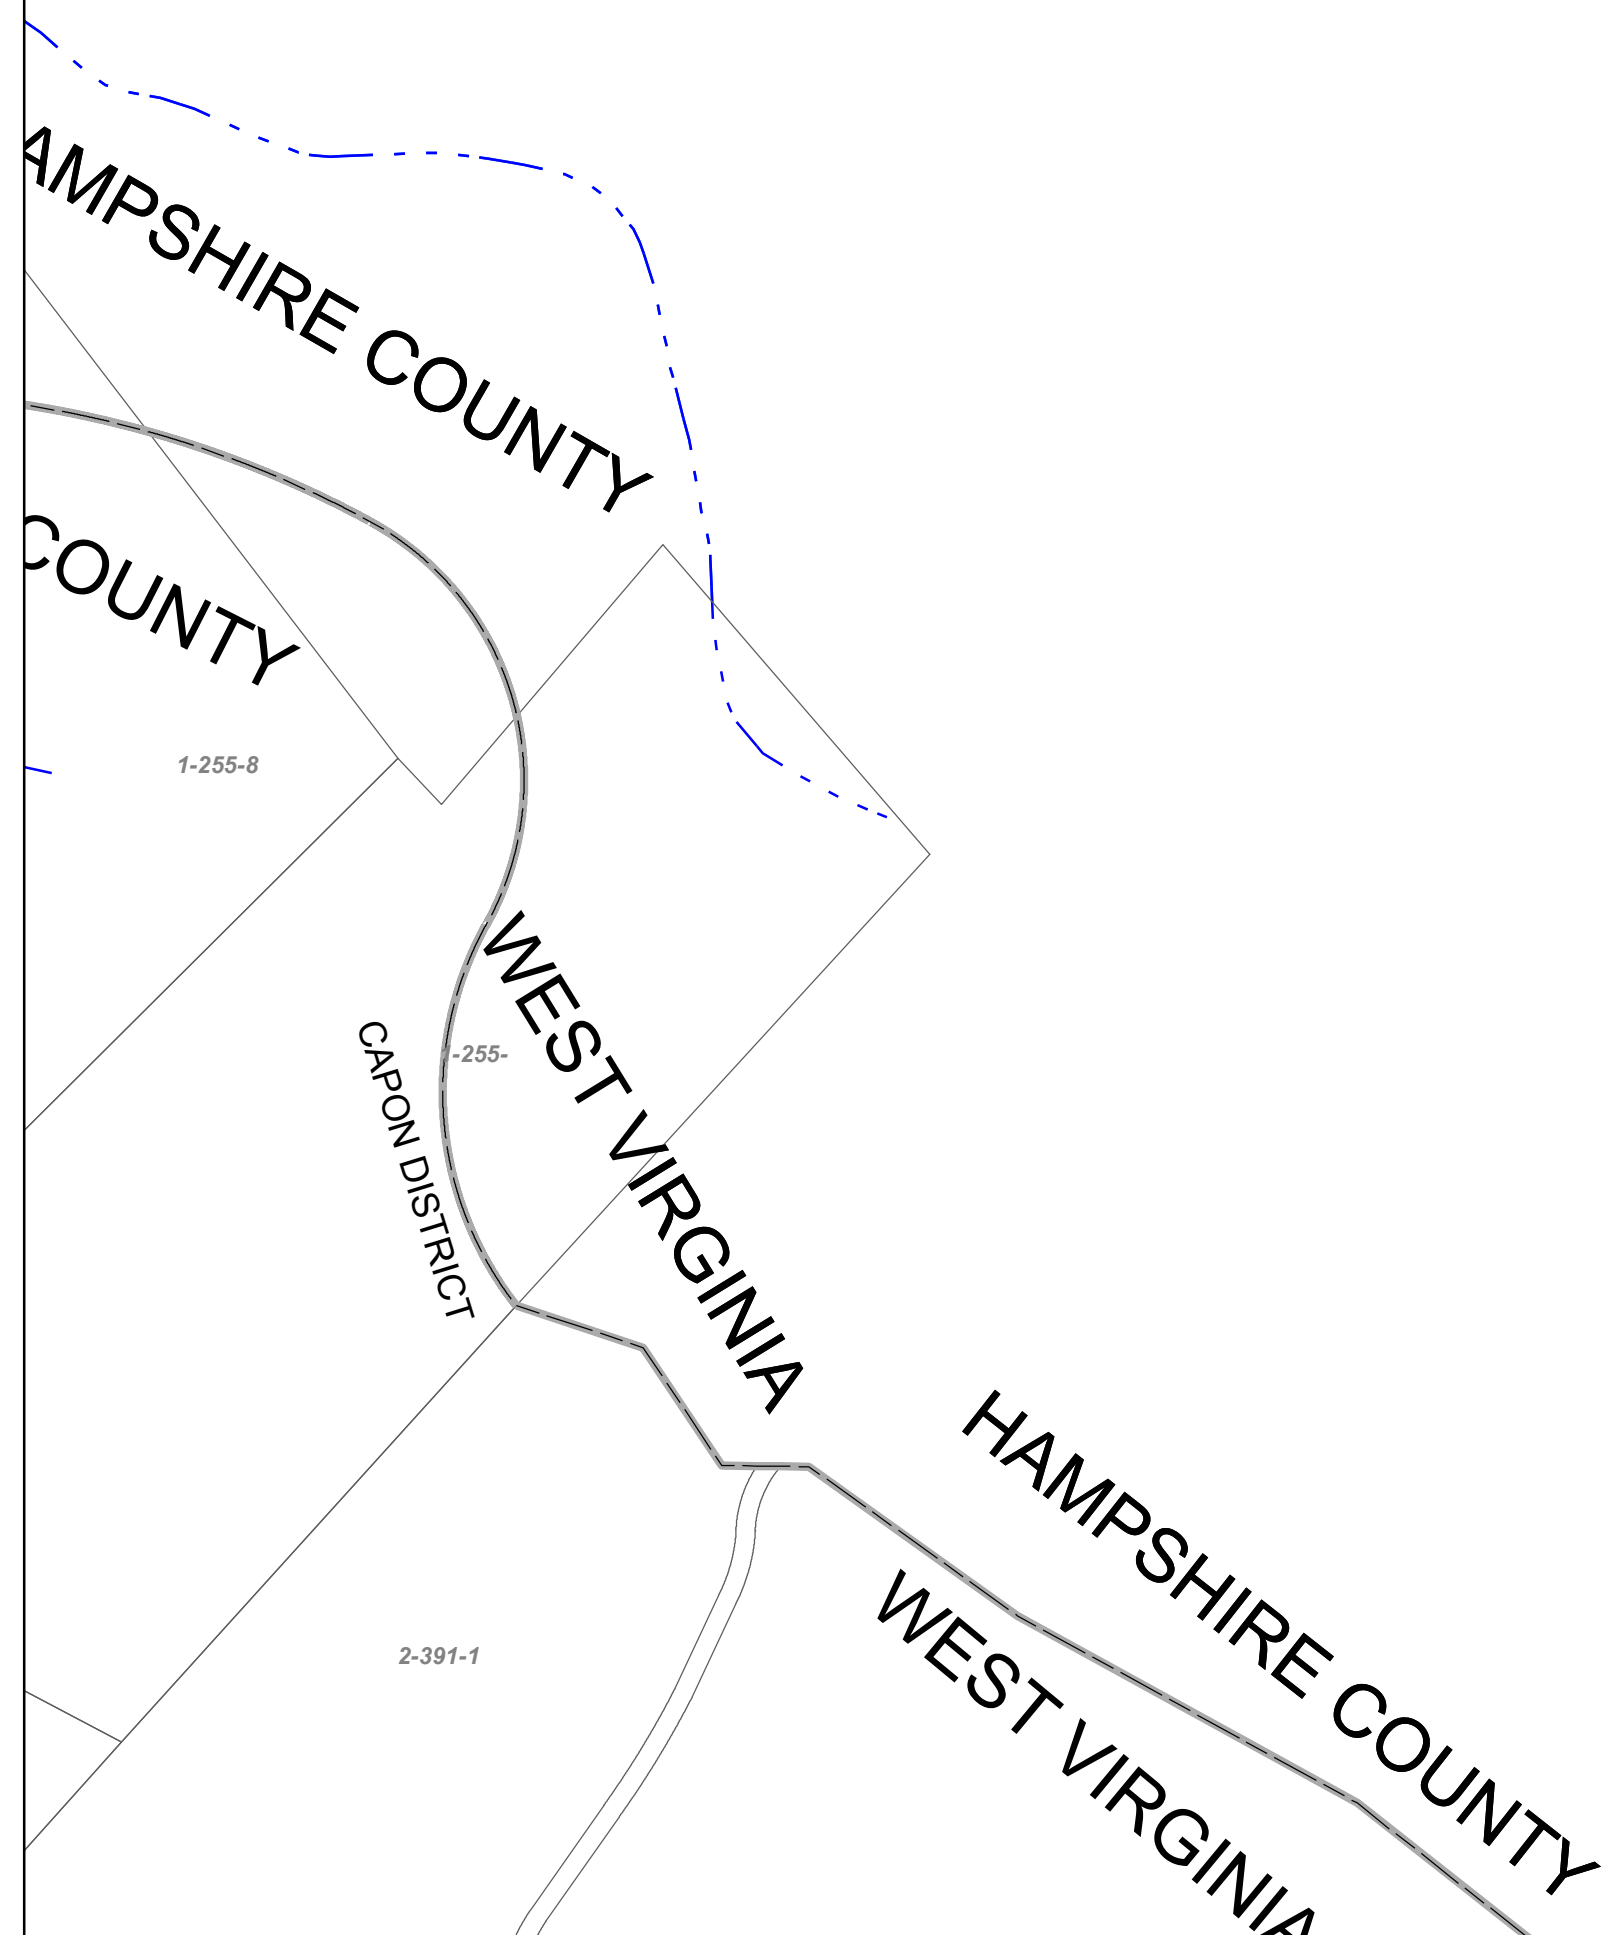 AMPSHIRE COUNTY
COUNTY
1-255-8
WEST VIRGINIA
-255-
CAPON DISTRICT
HAMPSHIRE COUNTY
WEST VIRGINIA
2-391-1